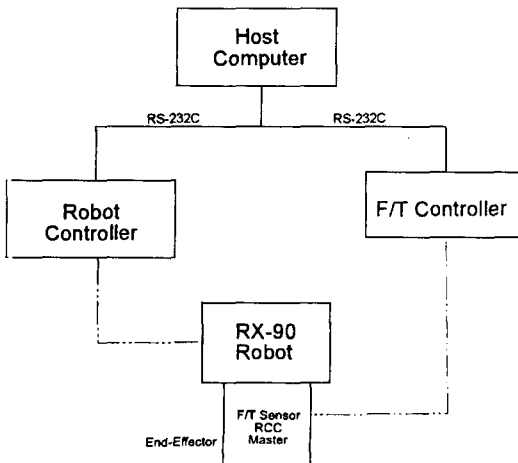 Host
Computer
RS-232C
RS-232C
Robot
Controller
F/T Controller
RX-90
Robot
F/T Sensor
RCC
Master
End-Effector